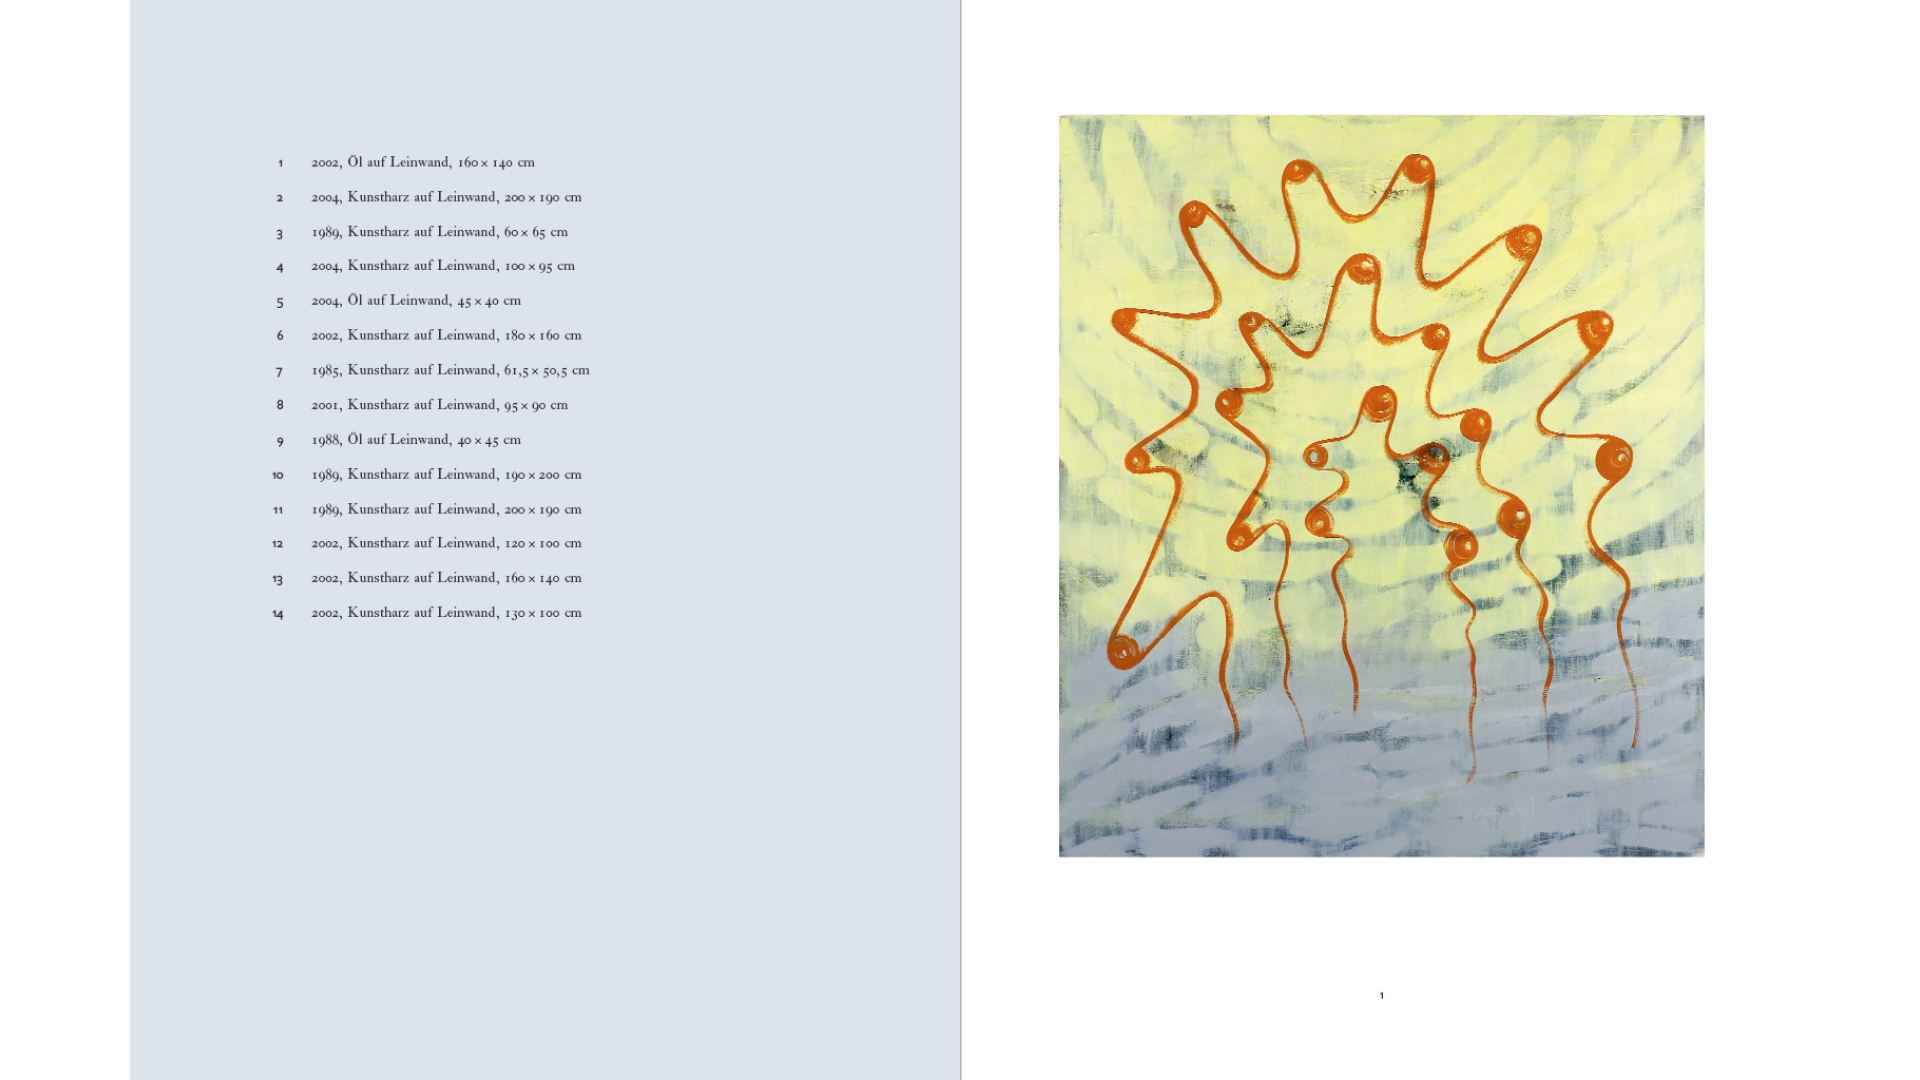 1 2002, Öl auf Leinwand, 160 × 140 cm
2 2004, Kunstharz auf Leinwand, 200 × 190 cm
3 1989, Kunstharz auf Leinwand, 60 × 65 cm
4 2004, Kunstharz auf Leinwand, 100 × 95 cm
5 2004, Öl auf Leinwand, 45 × 40 cm
6 2002, Kunstharz auf Leinwand, 180 × 160 cm
7 1985, Kunstharz auf Leinwand, 61,5 × 50,5 cm
8 2001, Kunstharz auf Leinwand, 95 × 90 cm
9 1988, Öl auf Leinwand, 40 × 45 cm
10 1989, Kunstharz auf Leinwand, 190 × 200 cm
11 1989, Kunstharz auf Leinwand, 200 × 190 cm
12 2002, Kunstharz auf Leinwand, 120 × 100 cm
13 2002, Kunstharz auf Leinwand, 160 × 140 cm
14 2002, Kunstharz auf Leinwand, 130 × 100 cm
1